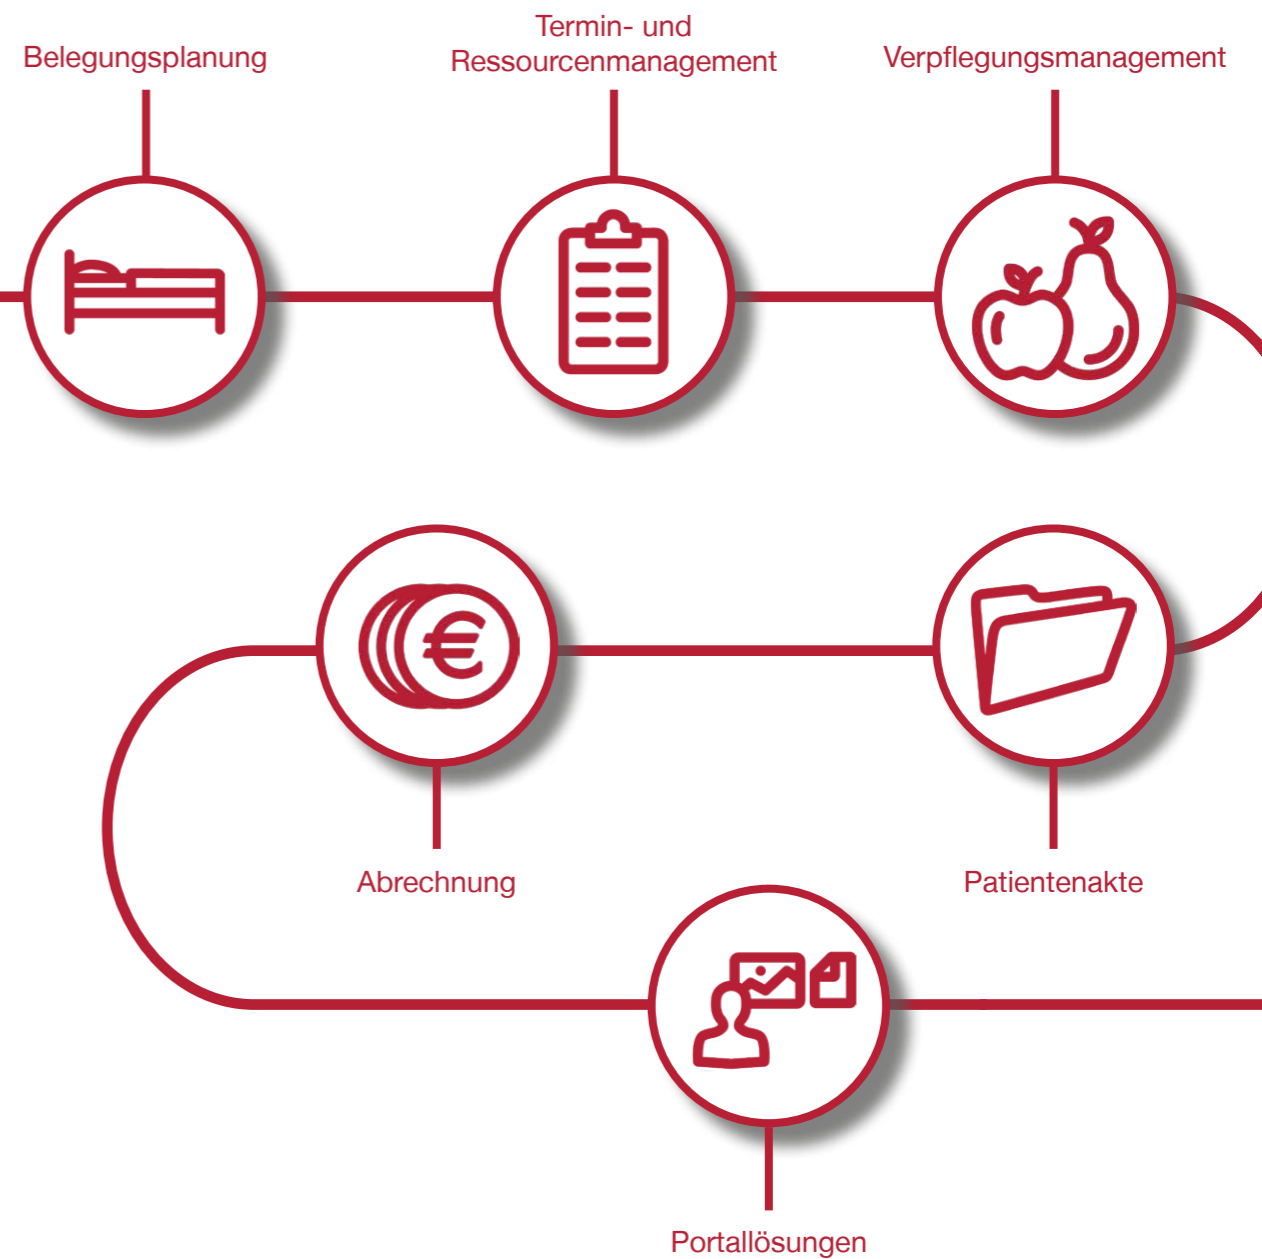 Belegungsplanung
Termin- und
Ressourcenmanagement
Verpflegungsmanagement
€
Abrechnung
Patientenakte
Portallösungen